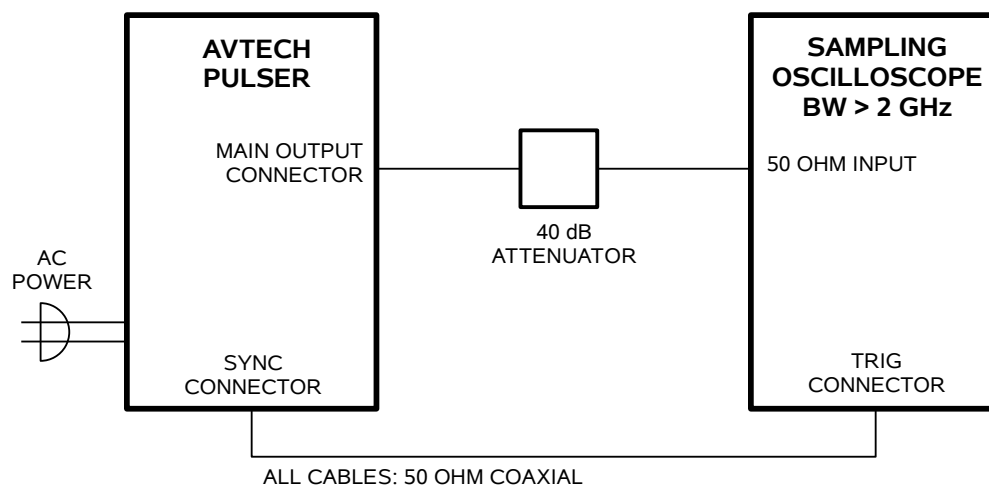 AVTECH
PULSER
SAMPLING
OSCILLOSCOPE
BW > 2 GHz
MAIN OUTPUT
CONNECTOR
50 OHM INPUT
40 dB
ATTENUATOR
AC
POWER
SYNC
CONNECTOR
TRIG
CONNECTOR
ALL CABLES: 50 OHM COAXIAL